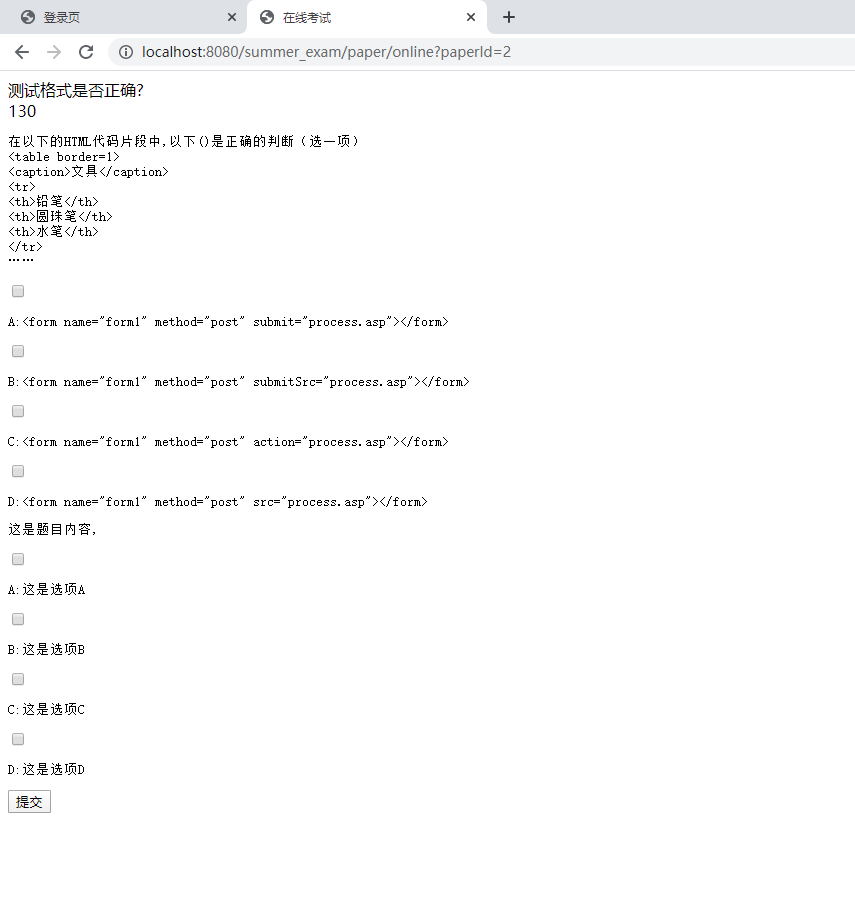 登录页
在线考试
localhost:8080/summer_exam/paper/online?paperId=2
测试格式是否正确?
130
在以下的HTML代码片段中,以下()是正确的判断（选一项）
<table border=1>
<caption>文具</caption>
<tr>
<th>铅笔</th>
<th>圆珠笔</th>
<th>水笔</th>
</tr>
……
A:<form name="form1" method="post" submit="process.asp"></form>
B:<form name="form1" method="post" submitSrc="process.asp"></form>
C:<form name="form1" method="post" action="process.asp"></form>
D:<form name="form1" method="post" src="process.asp"></form>
这是题目内容,
A:这是选项A
B:这是选项B
C:这是选项C
D:这是选项D
提交